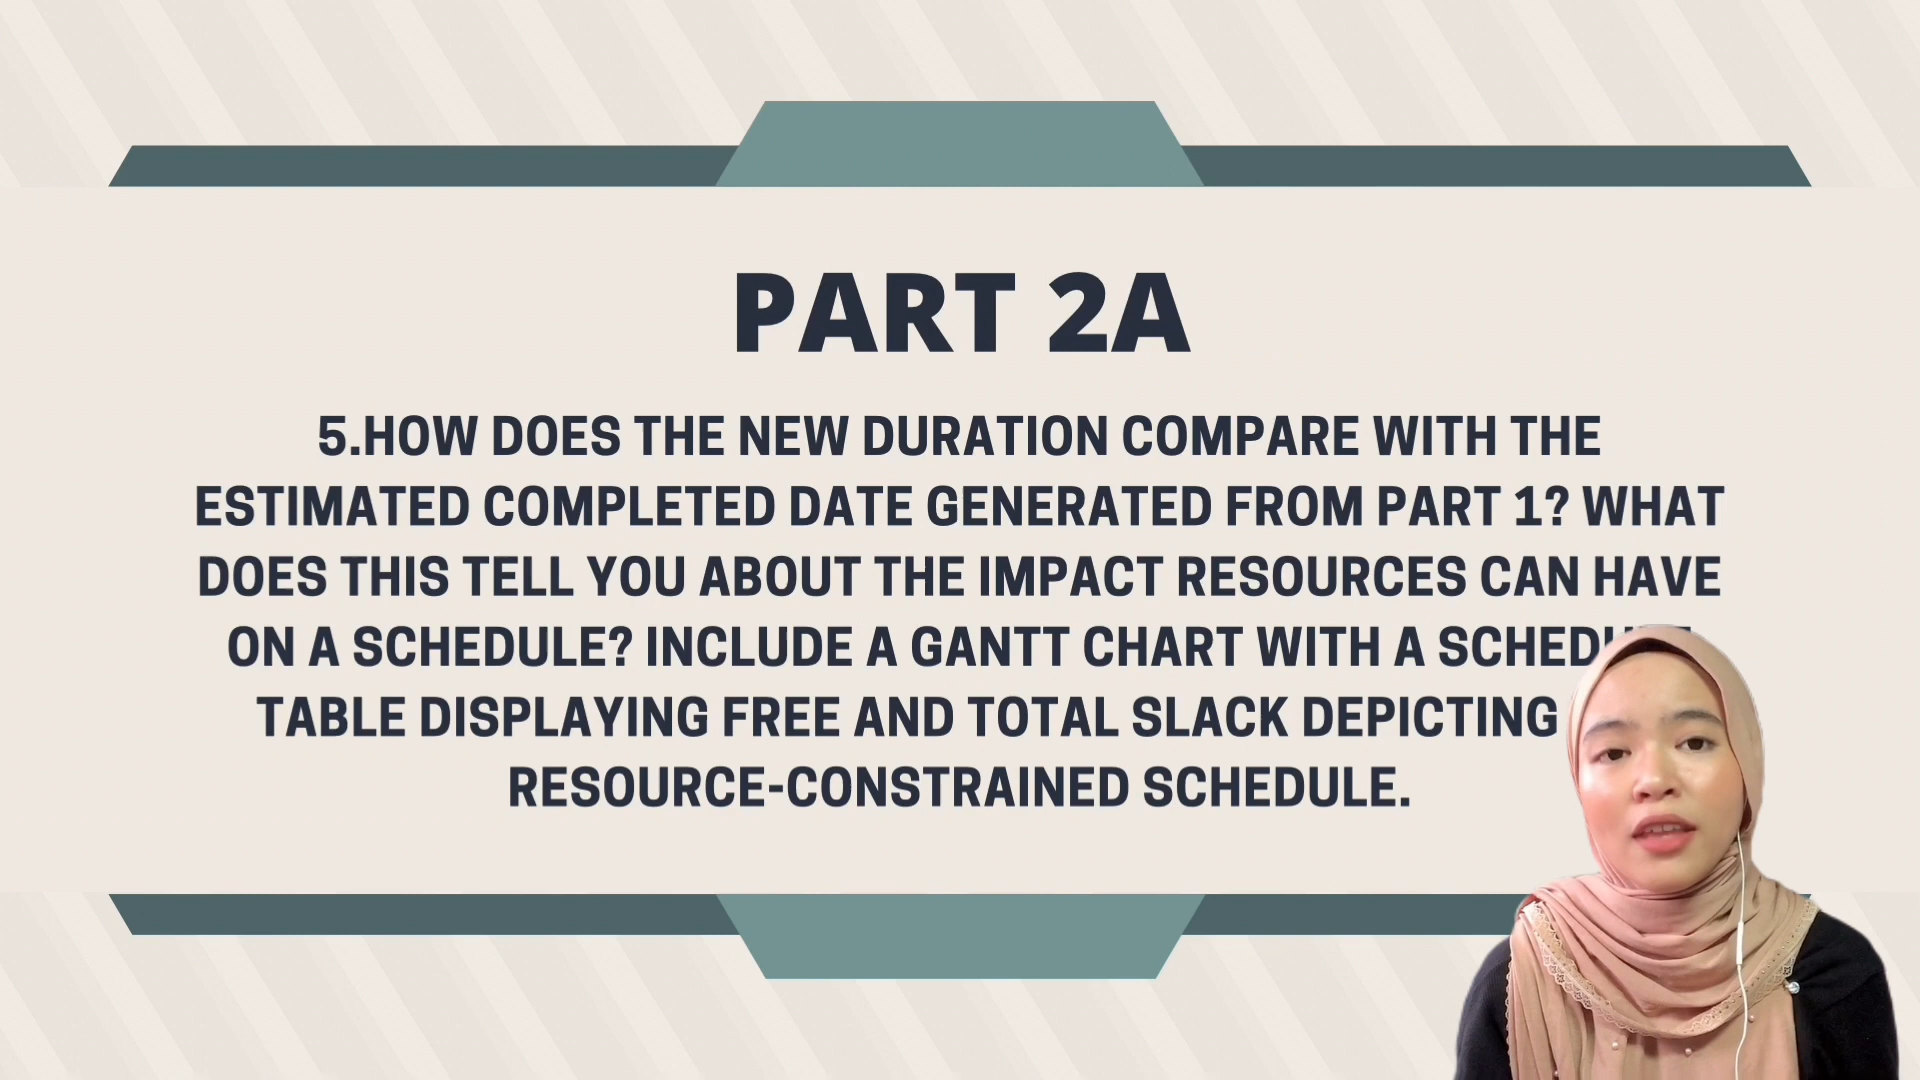 PART 2A
5.HOW DOES THE NEW DURATION COMPARE WITH THE
ESTIMATED COMPLETED DATE GENERATED FROM PART 1? WHAT
DOES THIS TELL YOU ABOUT THE IMPACT RESOURCES CAN HAVE
ON A SCHEDULE? INCLUDE A GANTT CHART WITH A
TABLE DISPLAYING FREE AND TOTAL SLACK DEPICTING
RESOURCE-CONSTRAINED SCHEDULE.